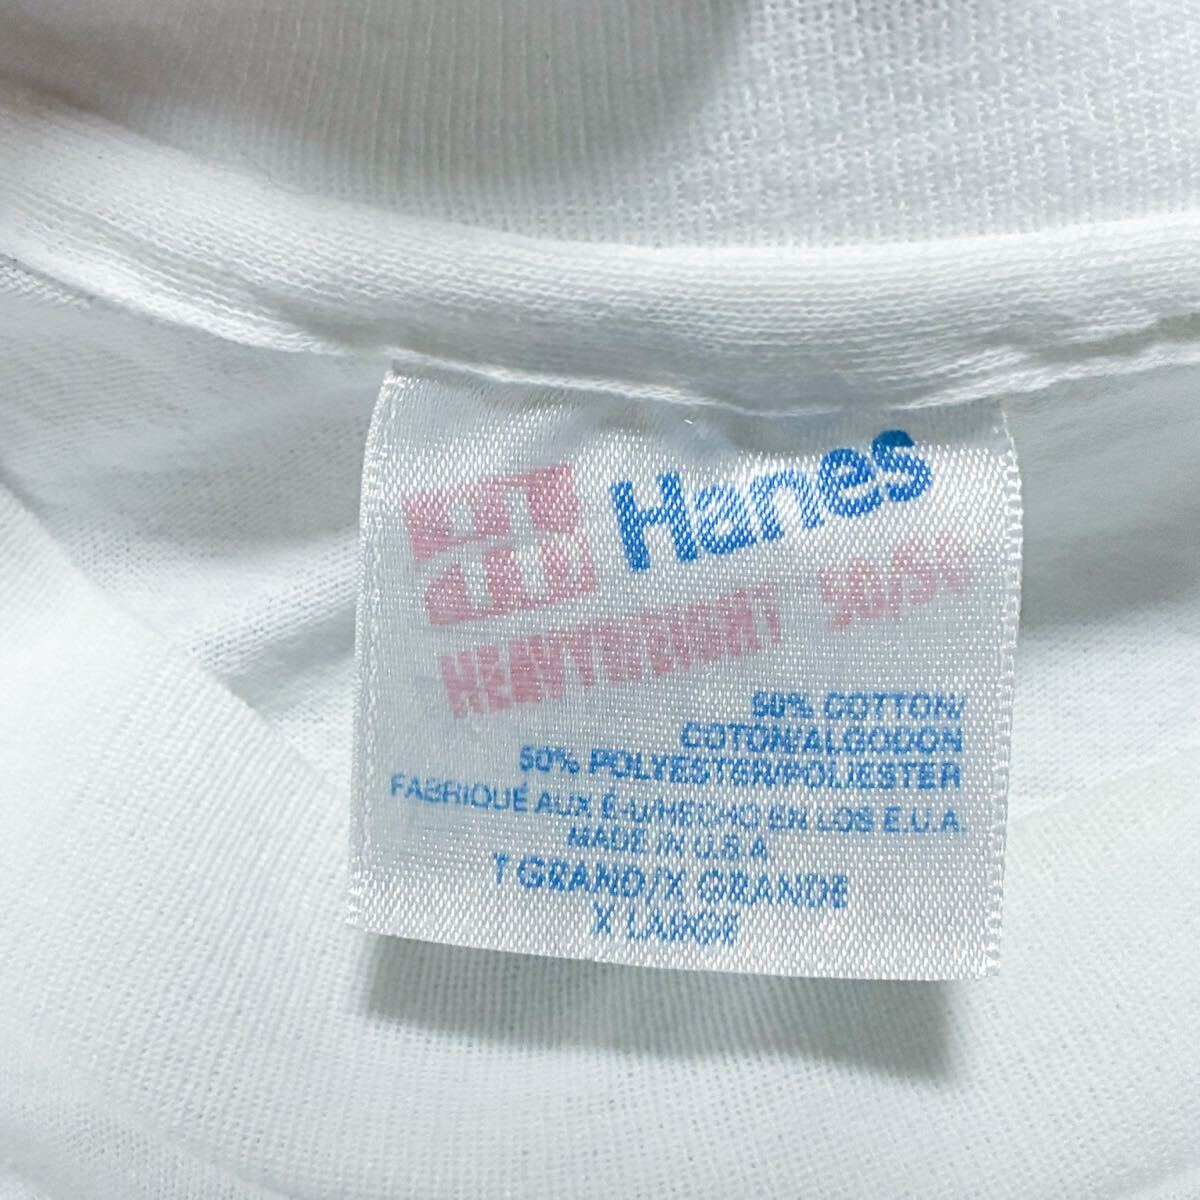 Hanes
HEAVYWEIGHT 50/50
50% COTTON/
COTON/ALGODON
50% POLYESTER/POLIESTER
FABRIQUÉ AUX É-U/HECHO EN LOS E.U.A.
MADE IN U.S.A
T GRAND/X GRANDE
X LARGE